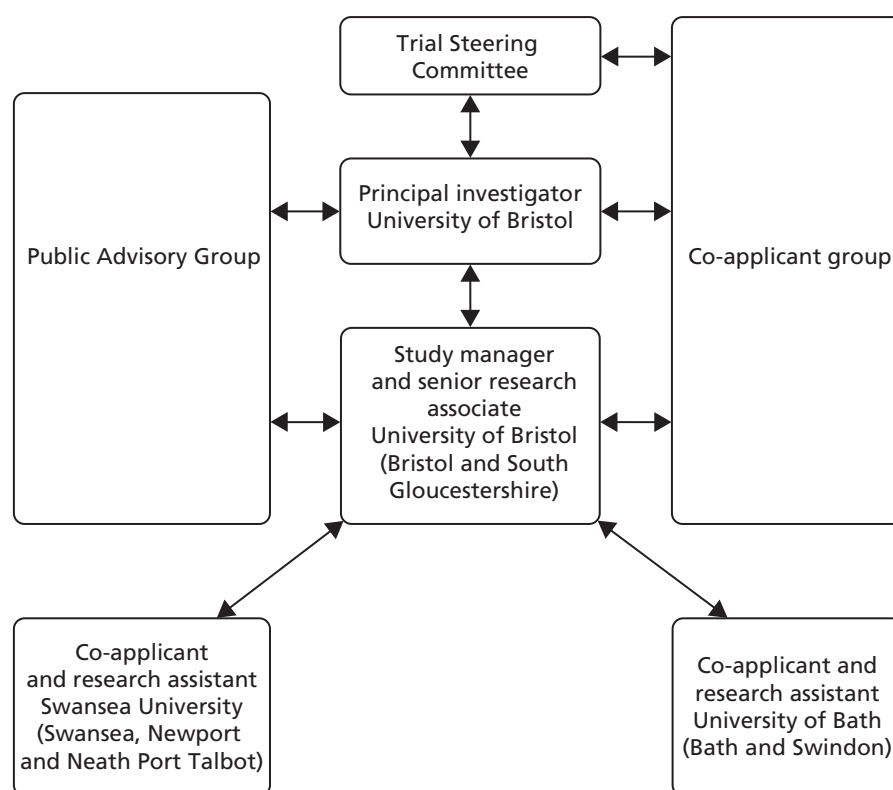 Trial Steering
Committee
Principal investigator
University of Bristol
Public Advisory Group
Co-applicant group
Study manager
and senior research
associate
University of Bristol
(Bristol and South
Gloucestershire)
Co-applicant
and research assistant
Swansea University
(Swansea, Newport
and Neath Port Talbot)
Co-applicant and
research assistant
University of Bath
(Bath and Swindon)